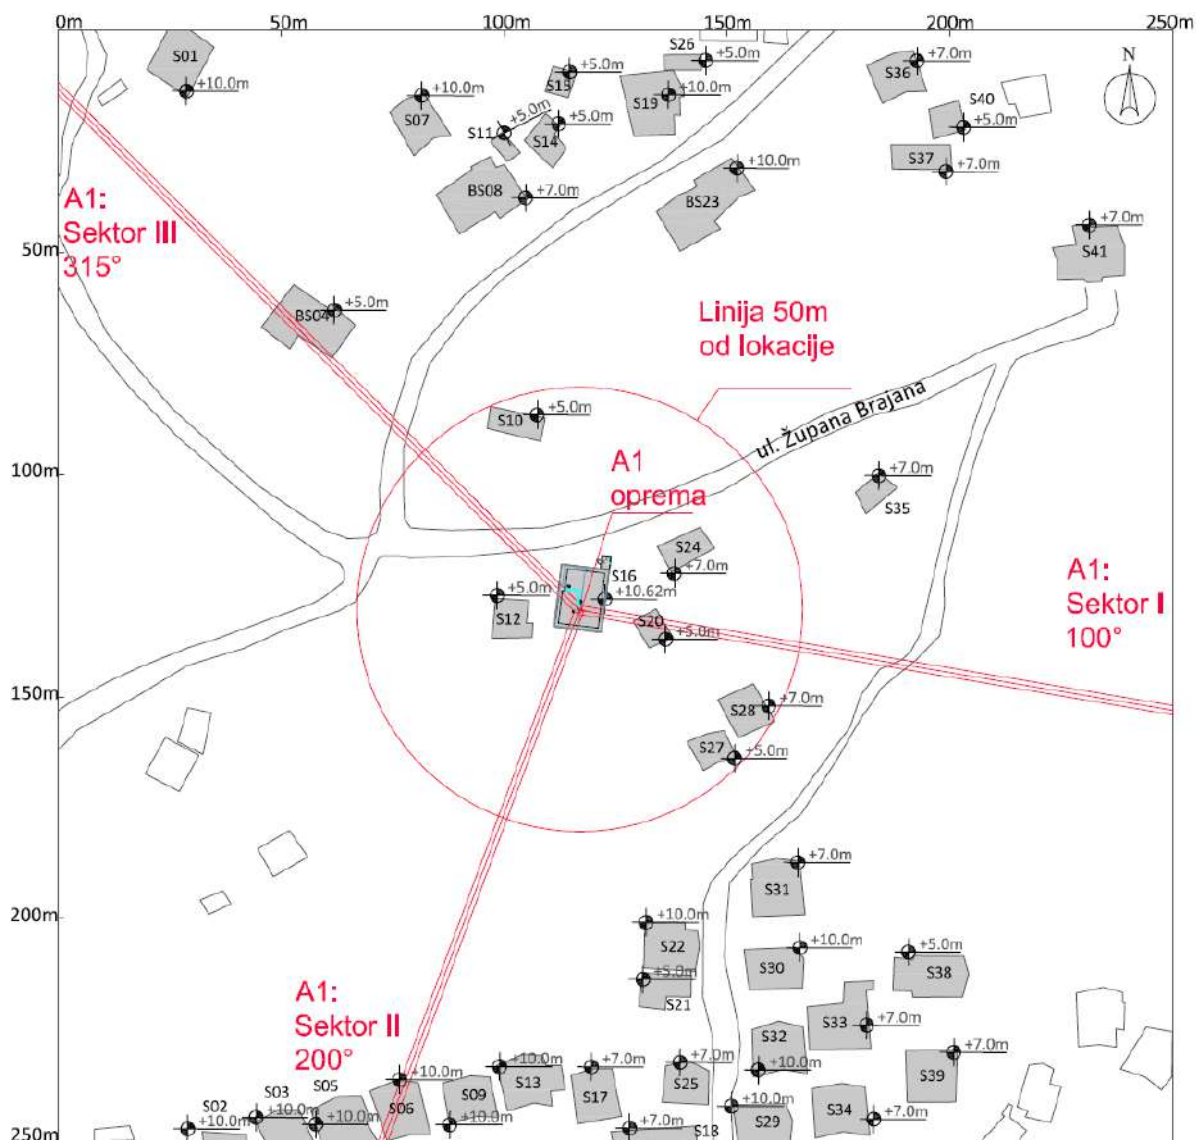 0m
50m
100m
150m
200m
250m
S01
+10.0m
+10.0m
S07
S11
+5.0m
S15
+5.0m
+5.0m
S14
S26
+5.0m
S19
+10.0m
+7.0m
S36
S40
+5.0m
N
S37
+7.0m
BS08
+7.0m
+10.0m
BS23
A1:
Sektor III
315°
50m
+7.0m
S41
+5.0m
BS04
Linija 50m
od lokacije
S10
+5.0m
ul. Župana Brajana
100m
A1
oprema
+7.0m
S35
S24
+7.0m
S16
+10.62m
+5.0m
S12
S20
+5.0m
A1:
Sektor I
100°
150m
S28
+7.0m
S27
+5.0m
+7.0m
S31
200m
+10.0m
S22
+5.0m
S21
+10.0m
S30
+5.0m
S38
A1:
Sektor II
200°
S33
+7.0m
S32
+10.0m
+7.0m
S39
+10.0m
S06
+10.0m
S13
+7.0m
S17
+7.0m
S25
S09
+10.0m
S05
+10.0m
S03
+10.0m
S02
+10.0m
+10.0m
S29
S34
+7.0m
+7.0m
S18
250m